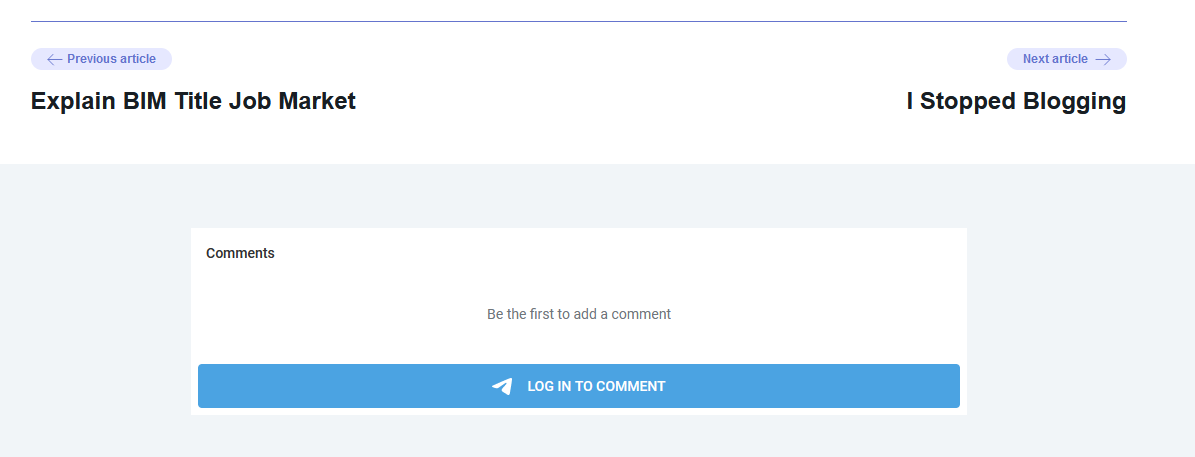 Previous article
Next article
Explain BIM Title Job Market
I Stopped Blogging
Comments
Be the first to add a comment
LOG IN TO COMMENT